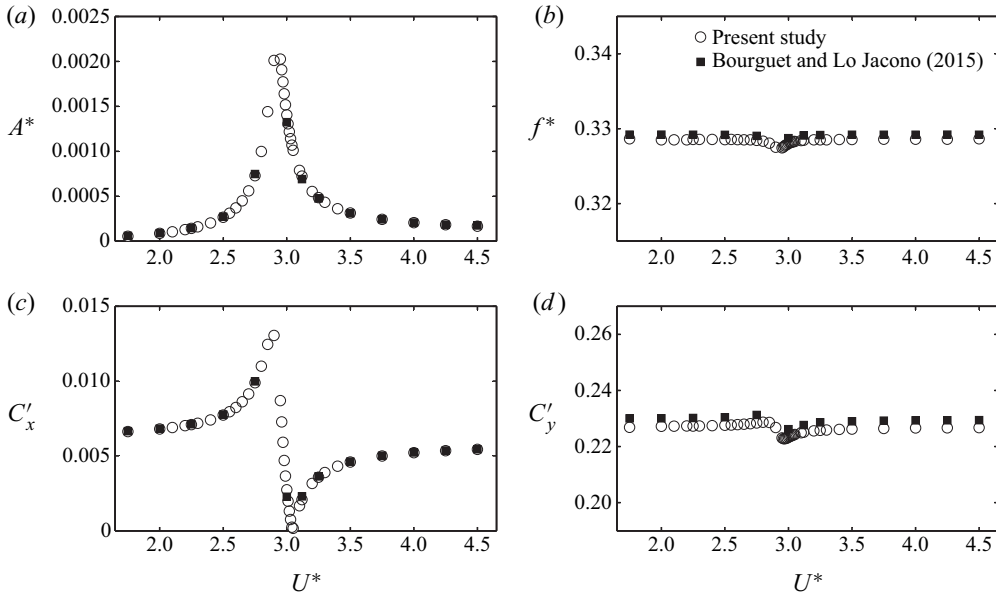 (a)
0.0025
0.0020
0.0015
A*
0.0010
0.0005
0
2.0 2.5 3.0 3.5 4.0 4.5
(b)
0.34
Present study
Bourguet and Lo Jacono (2015)
f*
0.33
0.32
2.0 2.5 3.0 3.5 4.0 4.5
(c)
0.015
0.010
C′x
0.005
0
2.0 2.5 3.0 3.5 4.0 4.5
U*
(d)
0.26
0.24
C′y
0.22
0.20
2.0 2.5 3.0 3.5 4.0 4.5
U*